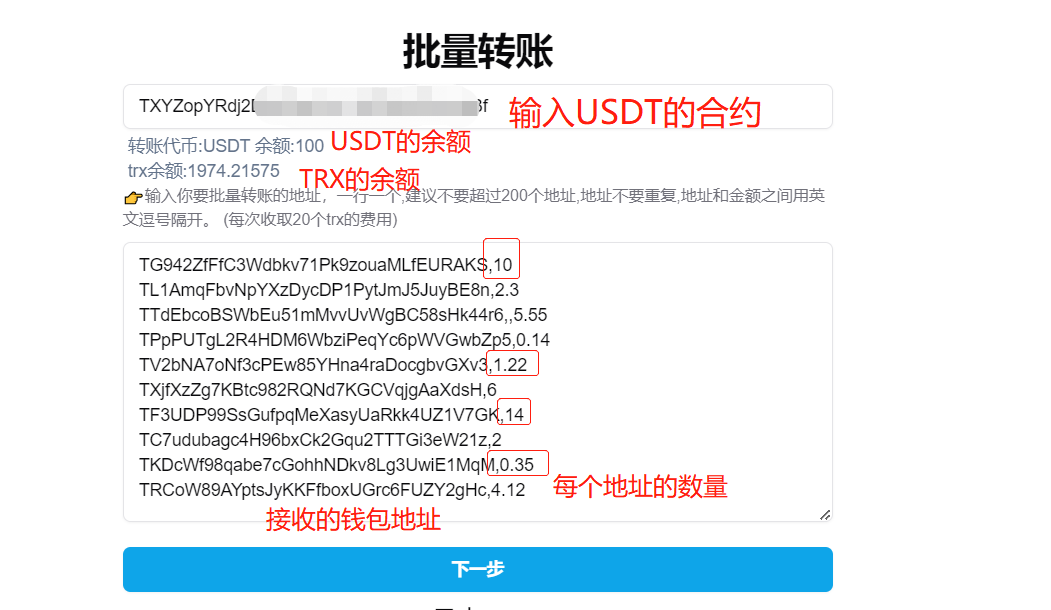 批量转账
TXYZopYRdj2 3f
输入USDT的合约
转账代币:USDT 余额:100
USDT的余额
trx余额:1974.21575
TRX的余额
👉输入你要批量转账的地址，一行一个,建议不要超过200个地址,地址不要重复,地址和金额之间用英
文逗号隔开。 (每次收取20个trx的费用)
TG942ZfFfC3Wdbkv71Pk9zouaMLfEURAKS,10
TL1AmqFbvNpYXzDycDP1PytJmJ5JuyBE8n,2.3
TTdEbcoBSWbEu51mMvvUvWgBC58sHk44r6,,5.55
TPpPUTgL2R4HDM6WbziPeqYc6pWVGwbZp5,0.14
TV2bNA7oNf3cPEw85YHna4raDocgbvGXv3,1.22
TXjfXzZg7KBtc982RQNd7KGCVqjgAaXdsH,6
TF3UDP99SsGufpqMeXasyUaRkk4UZ1V7GK,14
TC7udubagc4H96bxCk2Gqu2TTTGi3eW21z,2
TKDcWf98qabe7cGohhNDkv8Lg3UwiE1MqM,0.35
TRCoW89AYptsJyKKFfboxUGrc6FUZY2gHc,4.12
每个地址的数量
接收的钱包地址
下一步